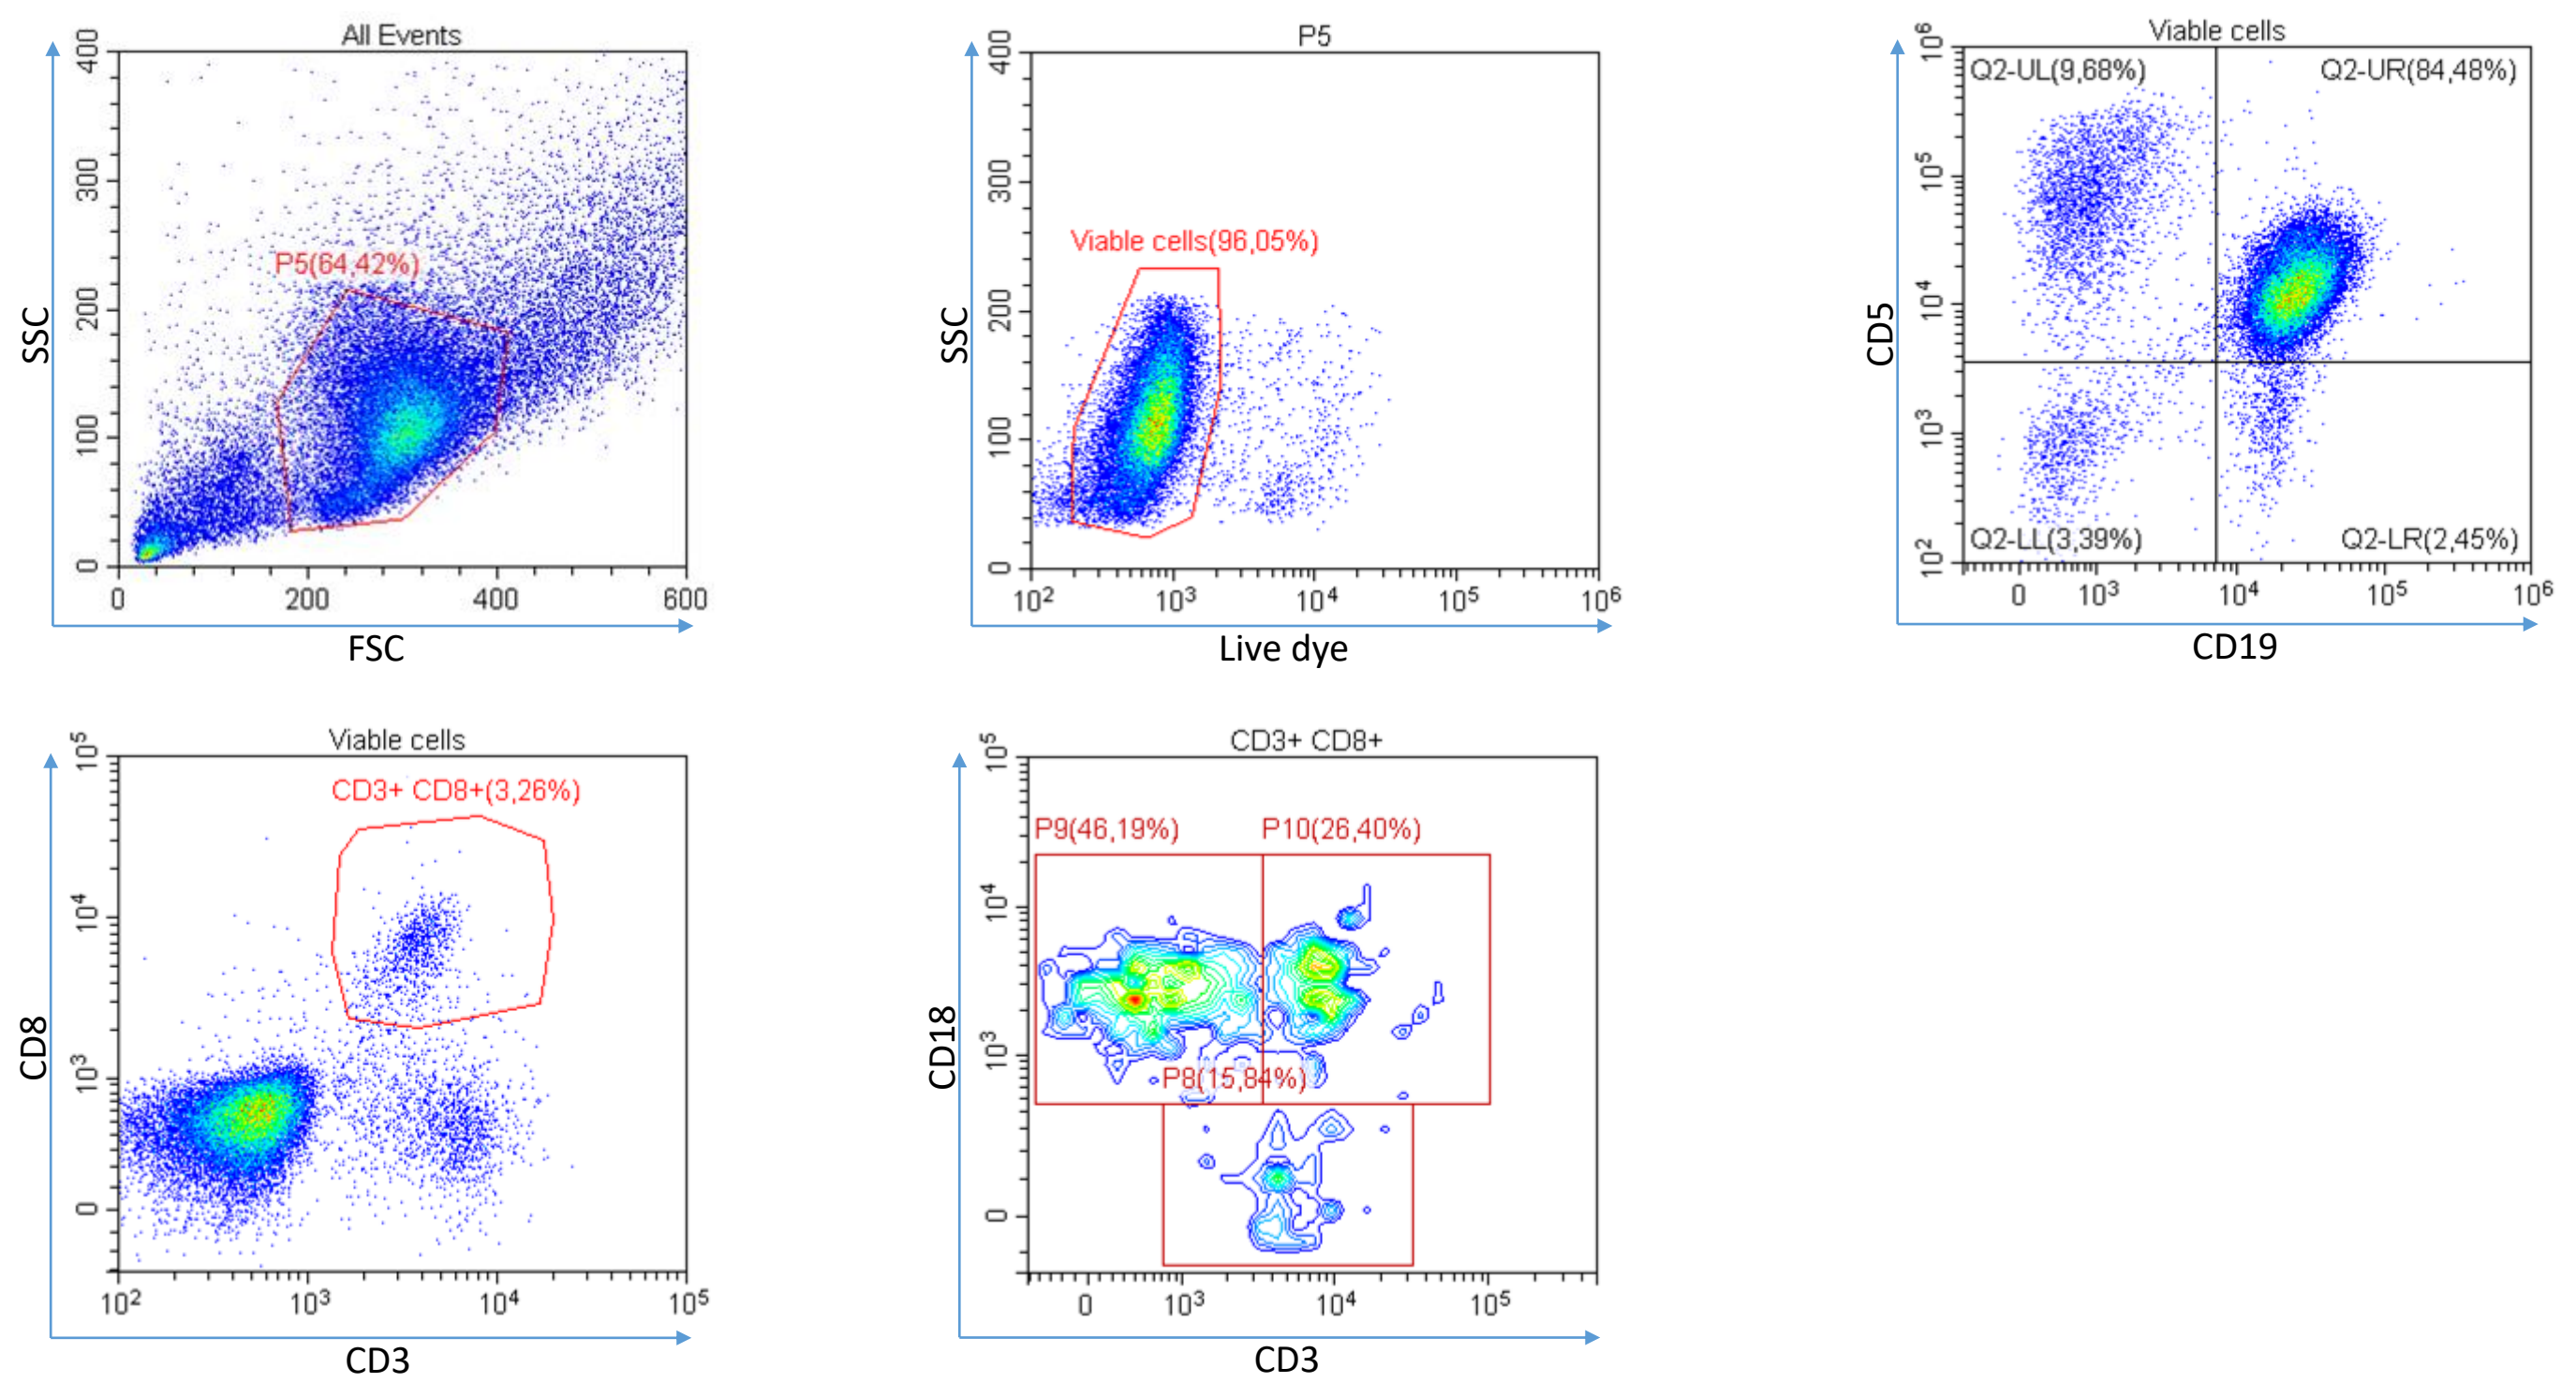 All Events
400
300
200
100
0
P5(64,42%)
SSC
0 200 400 600
FSC
P5
400
300
200
100
0
Viable cells(96,05%)
SSC
10² 10³ 10⁴ 10⁵ 10⁶
Live dye
Viable cells
10⁶
10⁵
10⁴
10³
10²
Q2-UL(9,68%) Q2-UR(84,48%)
Q2-LL(3,39%) Q2-LR(2,45%)
CD5
0 10³ 10⁴ 10⁵ 10⁶
CD19
Viable cells
10⁵
10⁴
10³
0
CD3+ CD8+(3,26%)
CD8
10² 10³ 10⁴ 10⁵
CD3
CD3+ CD8+
10⁵
10⁴
10³
0
P9(46,19%) P10(26,40%)
P8(15,84%)
CD18
0 10³ 10⁴ 10⁵
CD3